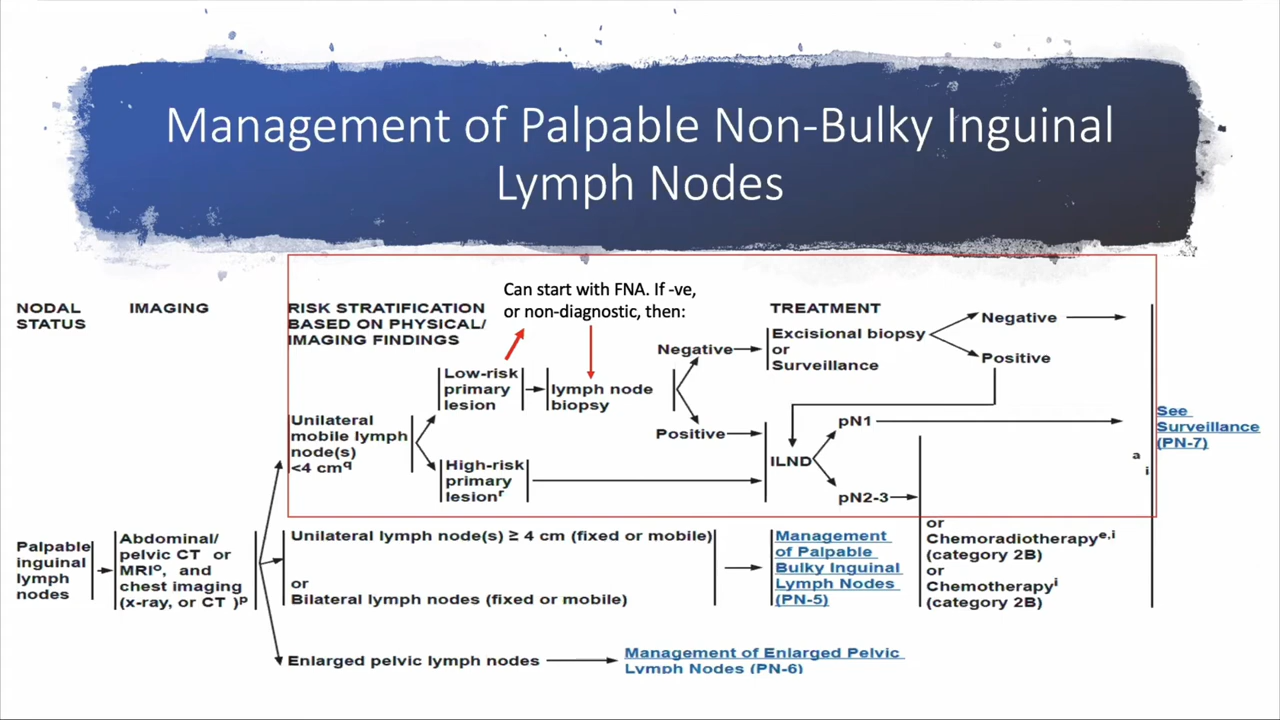 Management of Palpable Non-Bulky Inguinal
Lymph Nodes
NODAL
STATUS
IMAGING
RISK STRATIFICATION
BASED ON PHYSICAL/
IMAGING FINDINGS
Can start with FNA. If -ve,
or non-diagnostic, then:
TREATMENT
Palpable
inguinal
lymph
nodes
Abdominal/
pelvic CT or
MRIᵒ, and
chest imaging
(x-ray, or CT )ᵖ
Unilateral
mobile lymph
node(s)
<4 cmq
Low-risk
primary
lesion
lymph node
biopsy
Negative
Excisional biopsy
or
Surveillance
Negative
Positive
Positive
High-risk
primary
lesionʳ
ILND
pN1
pN2-3
See
Surveillance
(PN-7)
a
i
Unilateral lymph node(s) ≥ 4 cm (fixed or mobile)
or
Bilateral lymph nodes (fixed or mobile)
Management
of Palpable
Bulky Inguinal
Lymph Nodes
(PN-5)
or
Chemoradiotherapyᵉ,ⁱ
(category 2B)
or
Chemotherapyⁱ
(category 2B)
Enlarged pelvic lymph nodes
Management of Enlarged Pelvic
Lymph Nodes (PN-6)